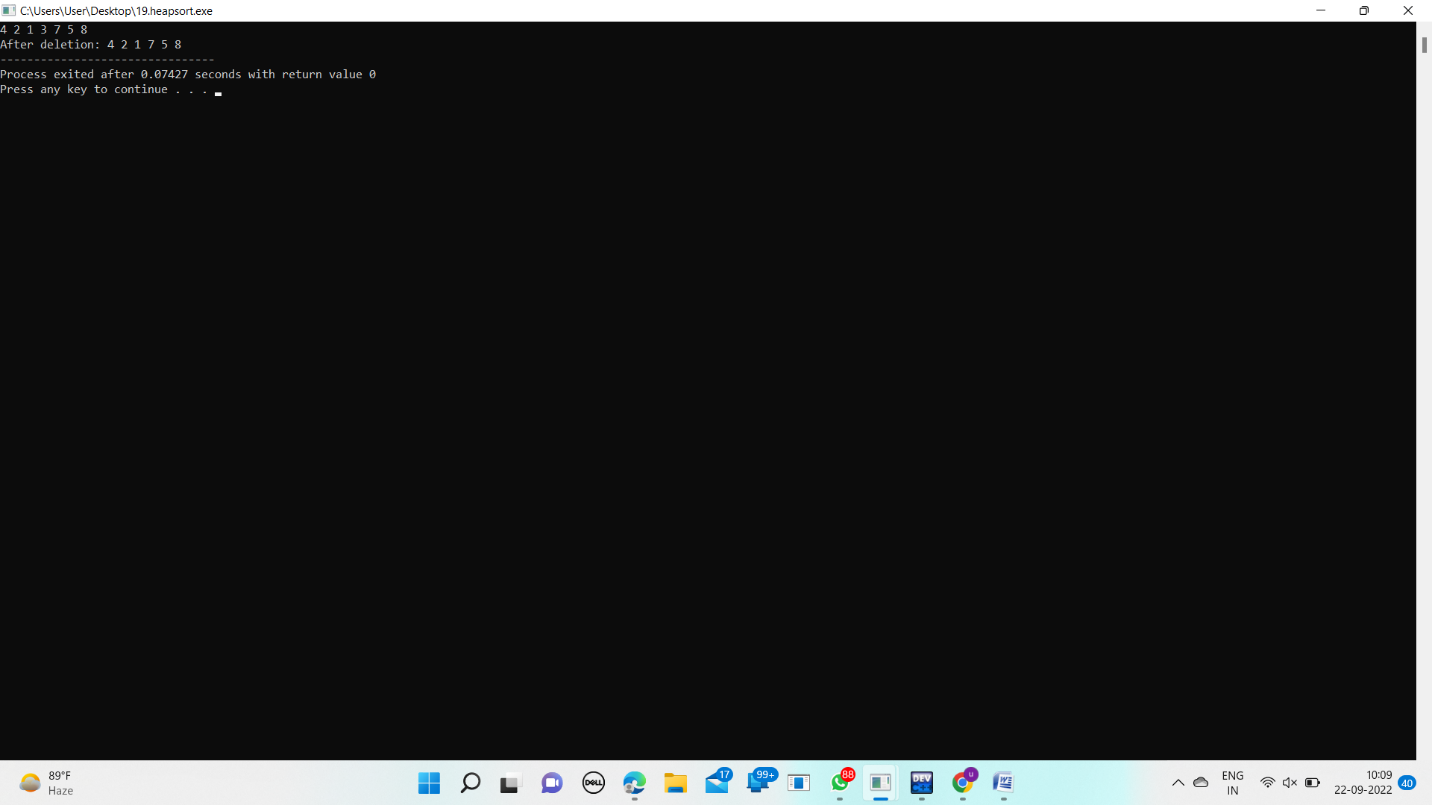 C:\Users\User\Desktop\19.heapsort.exe
4 2 1 3 7 5 8
After deletion: 4 2 1 7 5 8
--------------------------------
Process exited after 0.07427 seconds with return value 0
Press any key to continue . . .
89°F
Haze
DELL
17
99+
88
DEV
U
W
ENG
IN
10:09
22-09-2022
40